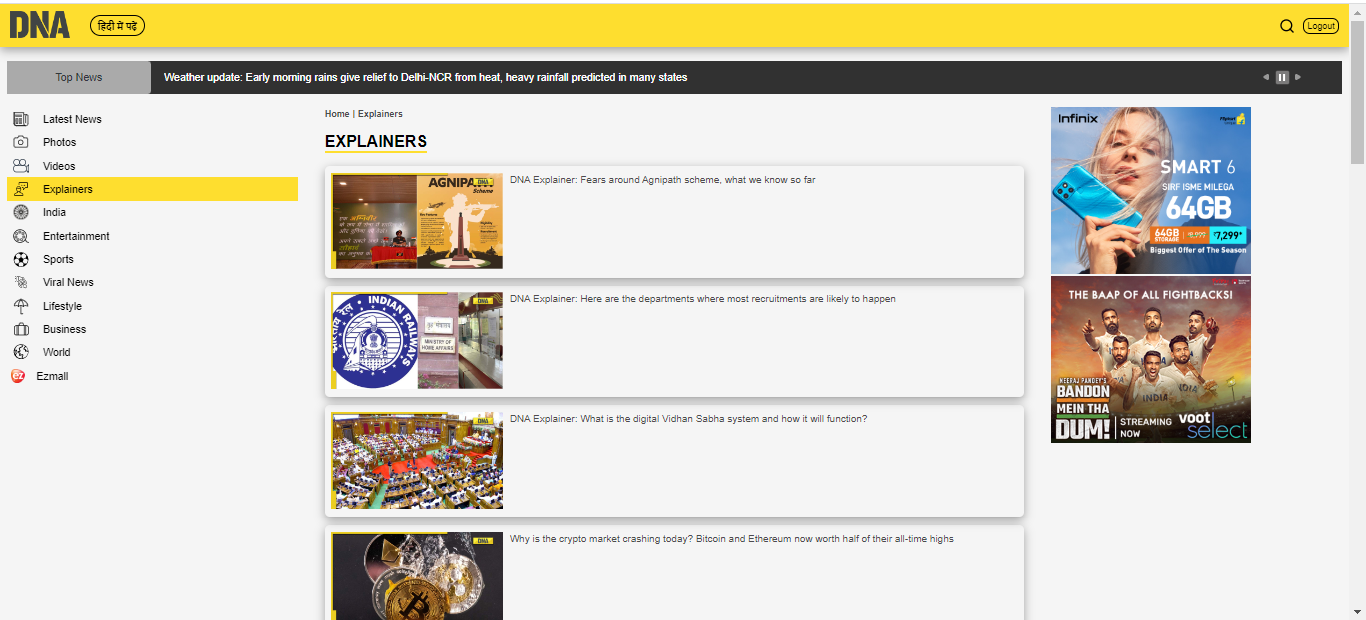 DNA
हिंदी में पढ़ें
Logout
Top News
Weather update: Early morning rains give relief to Delhi-NCR from heat, heavy rainfall predicted in many states
Latest News
Photos
Videos
Explainers
India
Entertainment
Sports
Viral News
Lifestyle
Business
World
Ezmall
Home | Explainers
EXPLAINERS
AGNIPATH
Scheme
DNA
DNA Explainer: Fears around Agnipath scheme, what we know so far
INDIAN RAILWAYS
भारतीय रेल
गृह मंत्रालय
MINISTRY OF
HOME AFFAIRS
DNA
DNA Explainer: Here are the departments where most recruitments are likely to happen
DNA
DNA Explainer: What is the digital Vidhan Sabha system and how it will function?
DNA
Why is the crypto market crashing today? Bitcoin and Ethereum now worth half of their all-time highs
Infinix
Flipkart
SMART 6
SIRF ISME MILEGA
64GB
64GB
STORAGE
₹8,999
₹7,299*
Biggest Offer of The Season
THE BAAP OF ALL FIGHTBACKS!
INDIA
NEERAJ PANDEY'S
BANDON
MEIN THA
DUM!
STREAMING
NOW
voot
select